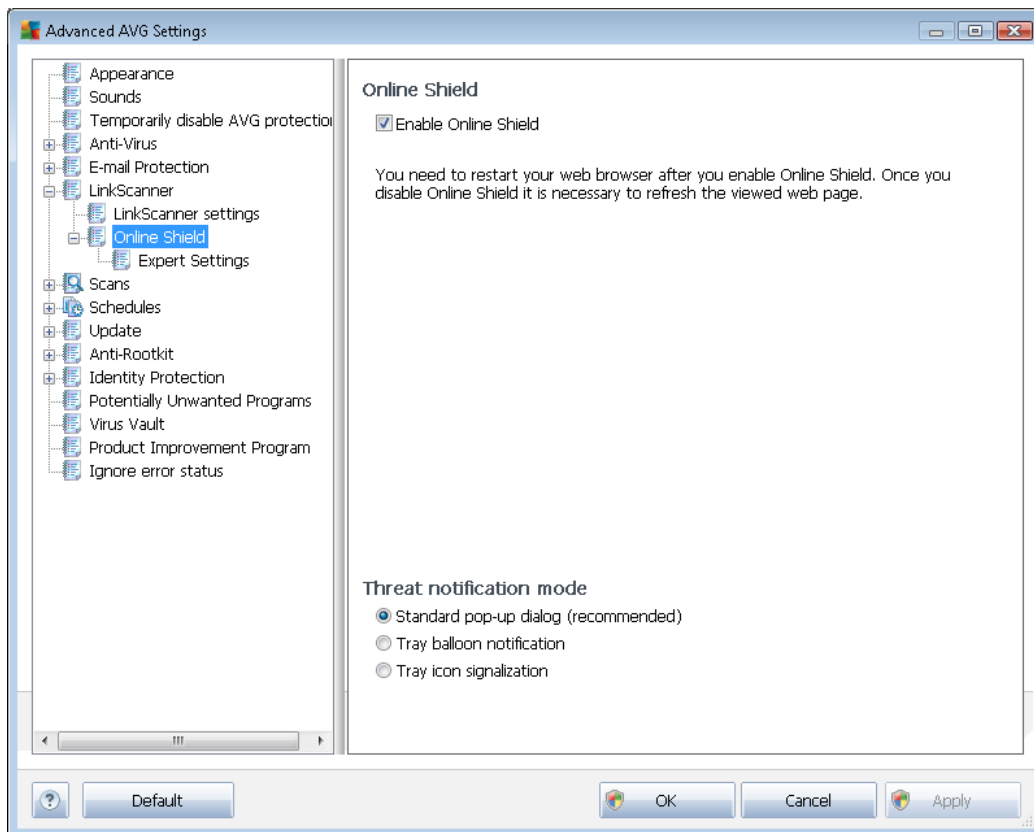 Advanced AVG Settings
Appearance
Sounds
Temporarily disable AVG protection
Anti-Virus
E-mail Protection
LinkScanner
LinkScanner settings
Online Shield
Expert Settings
Scans
Schedules
Update
Anti-Rootkit
Identity Protection
Potentially Unwanted Programs
Virus Vault
Product Improvement Program
Ignore error status
Online Shield
Enable Online Shield
You need to restart your web browser after you enable Online Shield. Once you
disable Online Shield it is necessary to refresh the viewed web page.
Threat notification mode
Standard pop-up dialog (recommended)
Tray balloon notification
Tray icon signalization
?
Default
OK
Cancel
Apply